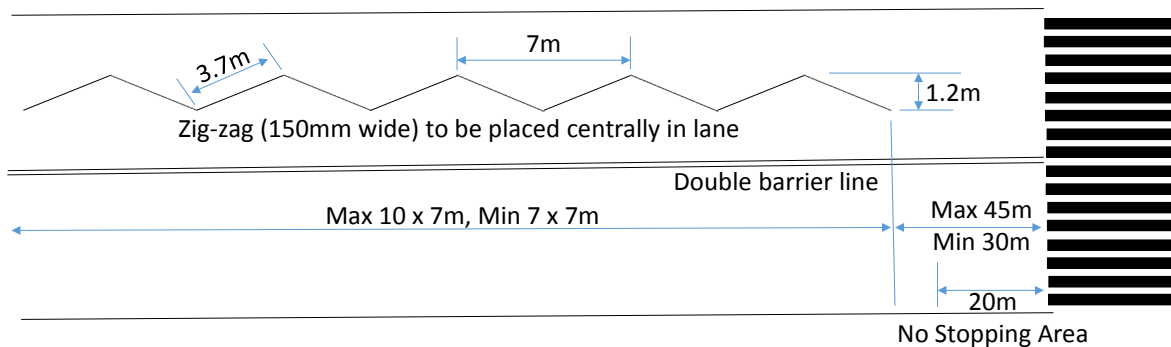 7m
3.7m
1.2m
Zig-zag (150mm wide) to be placed centrally in lane
Double barrier line
Max 10 x 7m, Min 7 x 7m
Max 45m
Min 30m
20m
No Stopping Area